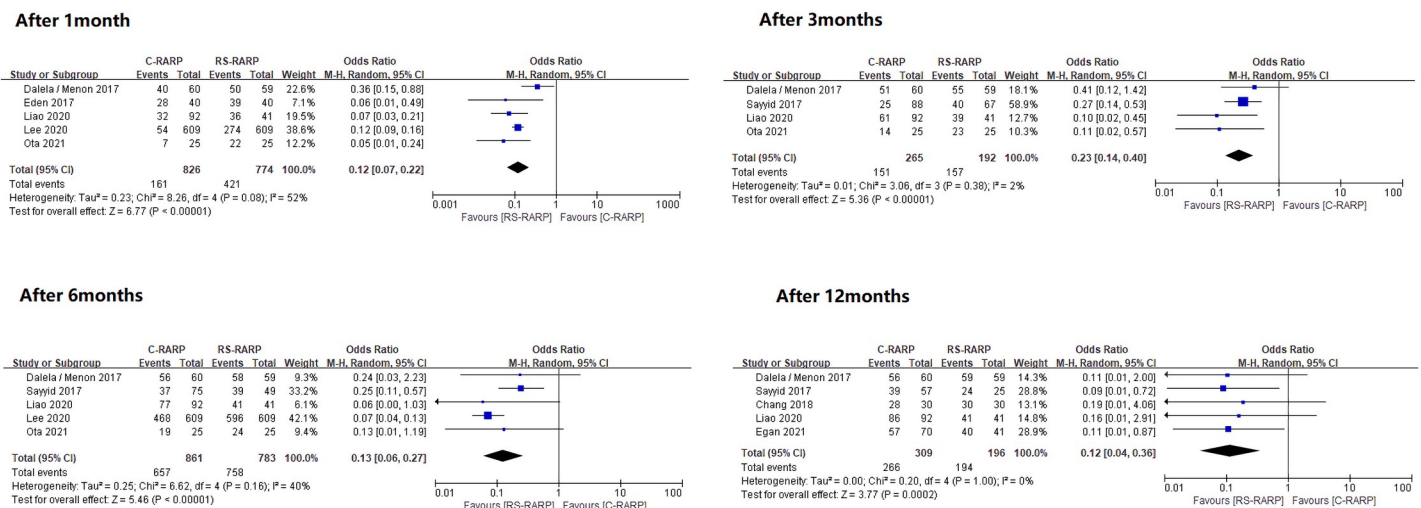 After 1month
C-RARP RS-RARP Odds Ratio Odds Ratio
Study or Subgroup Events Total Events Total Weight M-H, Random, 95% CI M-H, Random, 95% CI
Dalela / Menon 2017 40 60 50 59 22.6% 0.36 [0.15, 0.88]
Eden 2017 28 40 39 40 7.1% 0.06 [0.01, 0.49]
Liao 2020 32 92 36 41 19.5% 0.07 [0.03, 0.21]
Lee 2020 54 609 274 609 38.6% 0.12 [0.09, 0.16]
Ota 2021 7 25 22 25 12.2% 0.05 [0.01, 0.24]
Total (95% CI) 826 774 100.0% 0.12 [0.07, 0.22]
Total events 161 421
Heterogeneity: Tau² = 0.23; Chi² = 8.26, df = 4 (P = 0.08); I² = 52%
Test for overall effect: Z = 6.77 (P < 0.00001)
0.001 0.1 1 10 1000
Favours [RS-RARP] Favours [C-RARP]
After 3months
C-RARP RS-RARP Odds Ratio Odds Ratio
Study or Subgroup Events Total Events Total Weight M-H, Random, 95% CI M-H, Random, 95% CI
Dalela / Menon 2017 51 60 55 59 18.1% 0.41 [0.12, 1.42]
Sayyid 2017 25 88 40 67 58.9% 0.27 [0.14, 0.53]
Liao 2020 61 92 39 41 12.7% 0.10 [0.02, 0.45]
Ota 2021 14 25 23 25 10.3% 0.11 [0.02, 0.57]
Total (95% CI) 265 192 100.0% 0.23 [0.14, 0.40]
Total events 151 157
Heterogeneity: Tau² = 0.01; Chi² = 3.06, df = 3 (P = 0.38); I² = 2%
Test for overall effect: Z = 5.36 (P < 0.00001)
0.01 0.1 1 10 100
Favours [RS-RARP] Favours [C-RARP]
After 6months
C-RARP RS-RARP Odds Ratio Odds Ratio
Study or Subgroup Events Total Events Total Weight M-H, Random, 95% CI M-H, Random, 95% CI
Dalela / Menon 2017 56 60 58 59 9.3% 0.24 [0.03, 2.23]
Sayyid 2017 37 75 39 49 33.2% 0.25 [0.11, 0.57]
Liao 2020 77 92 41 41 6.1% 0.06 [0.00, 1.03]
Lee 2020 468 609 596 609 42.1% 0.07 [0.04, 0.13]
Ota 2021 19 25 24 25 9.4% 0.13 [0.01, 1.19]
Total (95% CI) 861 783 100.0% 0.13 [0.06, 0.27]
Total events 657 758
Heterogeneity: Tau² = 0.25; Chi² = 6.62, df = 4 (P = 0.16); I² = 40%
Test for overall effect: Z = 5.46 (P < 0.00001)
0.01 0.1 1 10 100
Favours [RS-RARP] Favours [C-RARP]
After 12months
C-RARP RS-RARP Odds Ratio Odds Ratio
Study or Subgroup Events Total Events Total Weight M-H, Random, 95% CI M-H, Random, 95% CI
Dalela / Menon 2017 56 60 59 59 14.3% 0.11 [0.01, 2.00]
Sayyid 2017 39 57 24 25 28.8% 0.09 [0.01, 0.72]
Chang 2018 28 30 30 30 13.1% 0.19 [0.01, 4.06]
Liao 2020 86 92 41 41 14.8% 0.16 [0.01, 2.91]
Egan 2021 57 70 40 41 28.9% 0.11 [0.01, 0.87]
Total (95% CI) 309 196 100.0% 0.12 [0.04, 0.36]
Total events 266 194
Heterogeneity: Tau² = 0.00; Chi² = 0.20, df = 4 (P = 1.00); I² = 0%
Test for overall effect: Z = 3.77 (P = 0.0002)
0.01 0.1 1 10 100
Favours [RS-RARP] Favours [C-RARP]